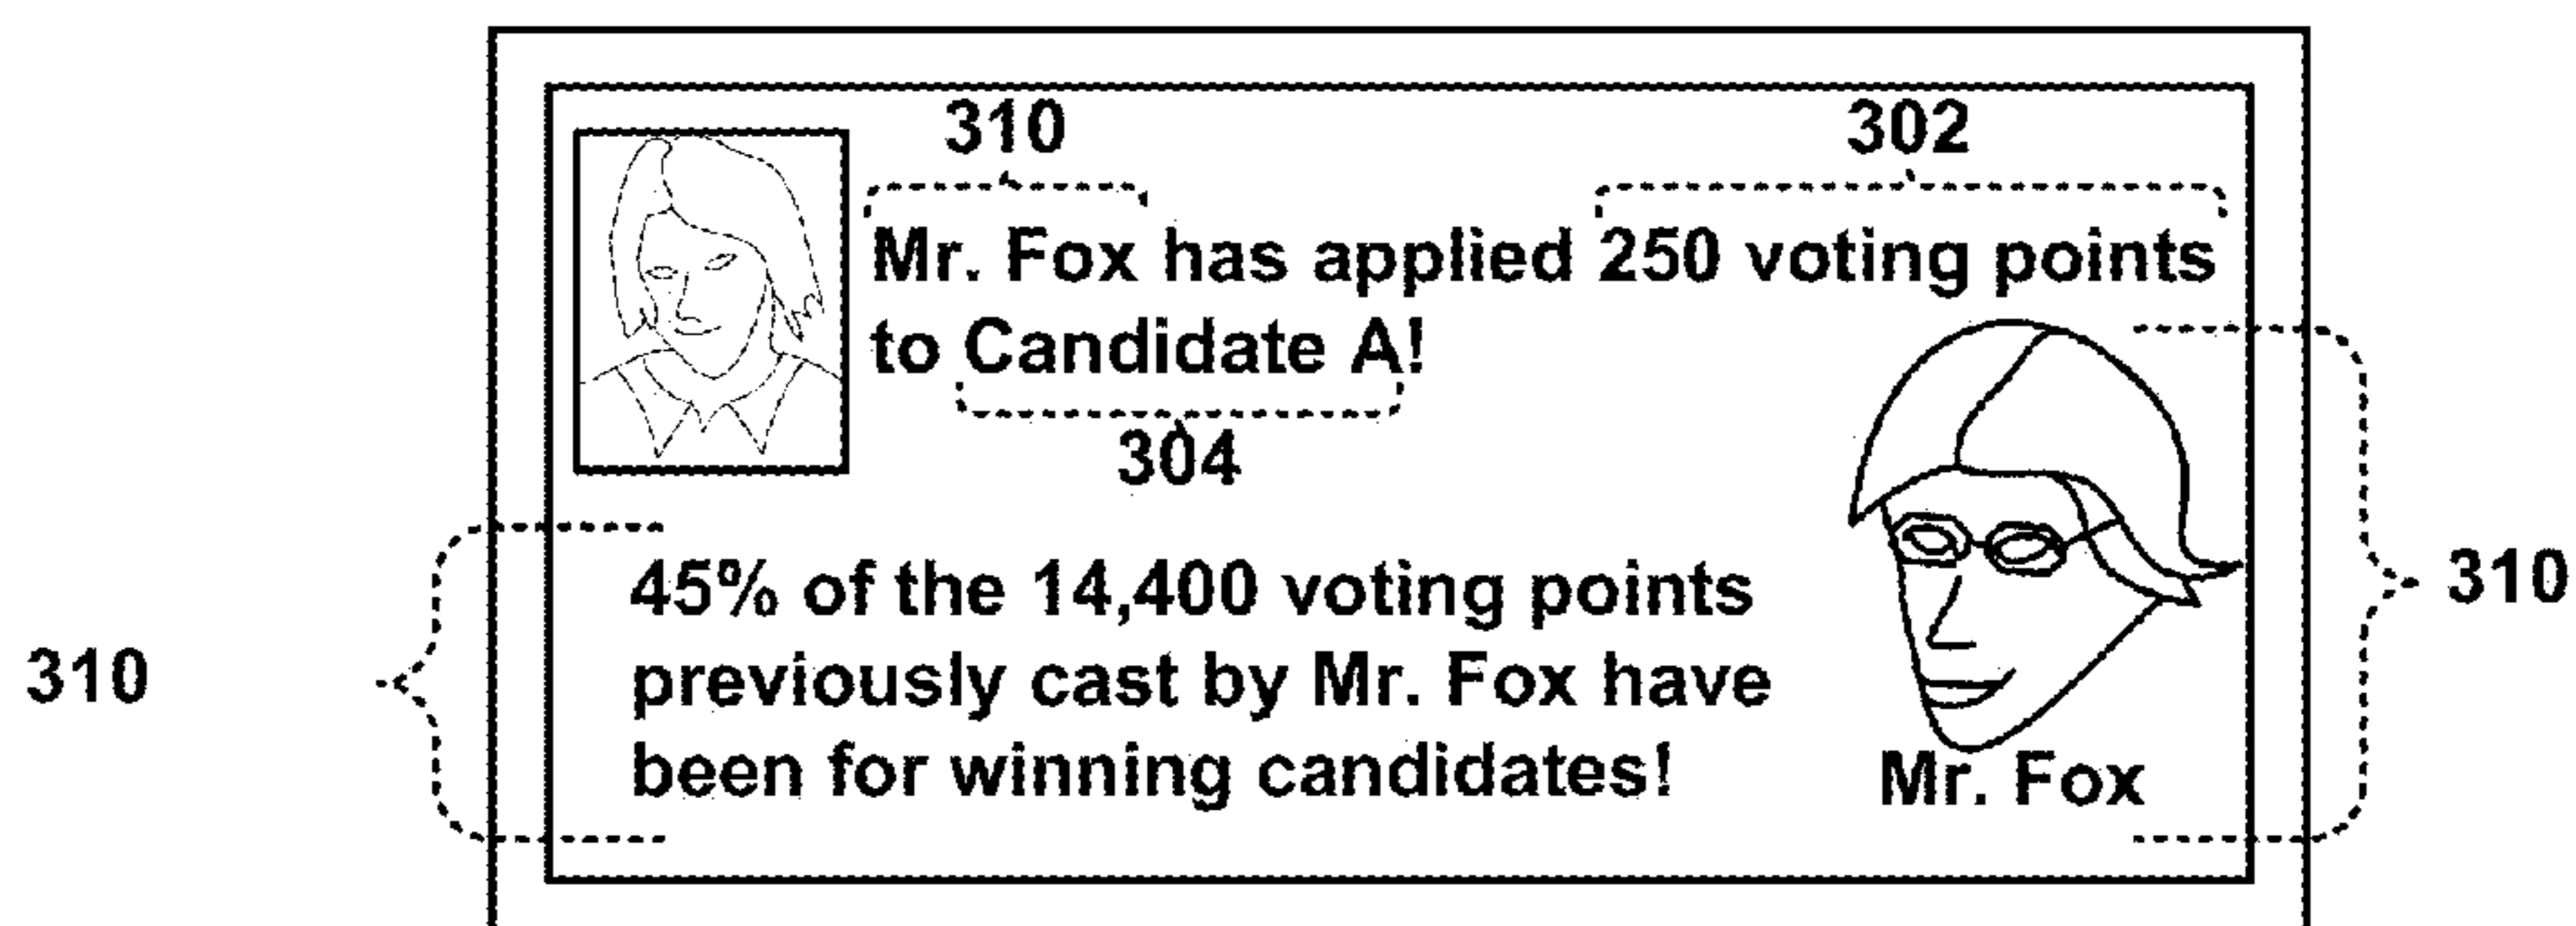 310 302
Mr. Fox has applied 250 voting points
to Candidate A!
304
45% of the 14,400 voting points
previously cast by Mr. Fox have
been for winning candidates!
Mr. Fox
310
310